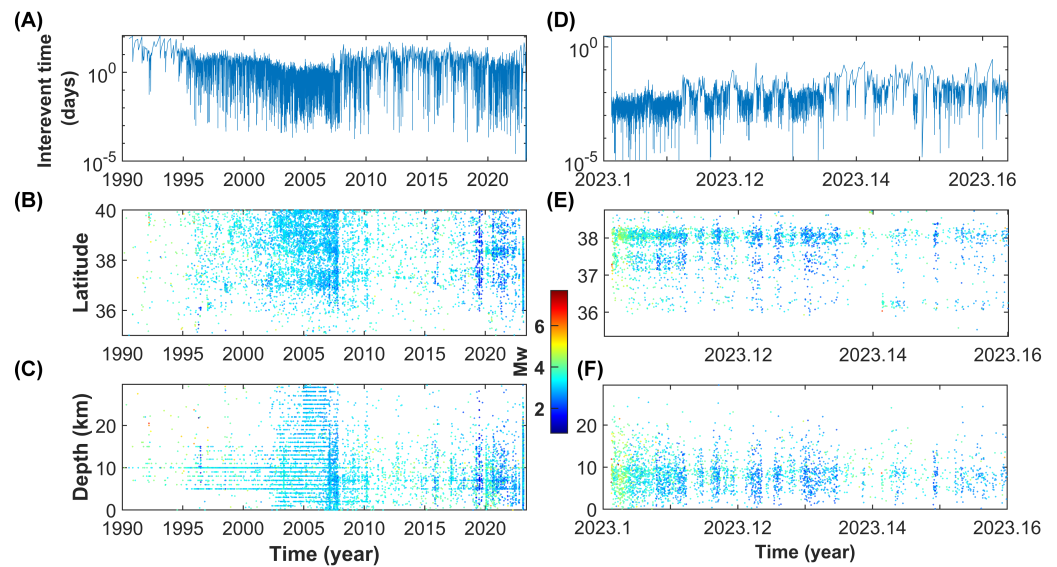 (A)
Interevent time
(days)
10^0
10^-5
1990 1995 2000 2005 2010 2015 2020
(B)
Latitude
40
38
36
1990 1995 2000 2005 2010 2015 2020
(C)
Depth (km)
20
10
0
1990 1995 2000 2005 2010 2015 2020
Time (year)
Mw
6
4
2
(D)
10^0
10^-5
2023.1 2023.12 2023.14 2023.16
(E)
38
37
36
2023.12 2023.14 2023.16
(F)
20
10
0
2023.1 2023.12 2023.14 2023.16
Time (year)